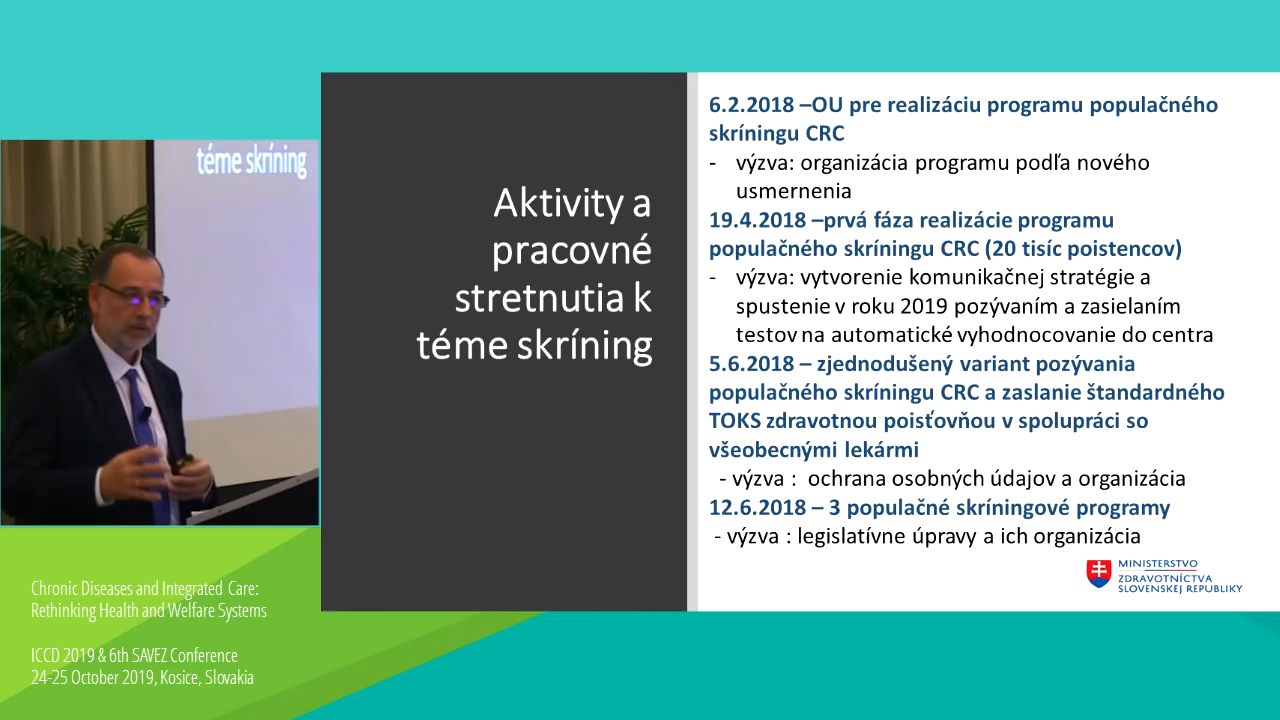 téme skríning
Aktivity a
pracovné
stretnutia k
téme skríning
6.2.2018 –OU pre realizáciu programu populačného
skríningu CRC
- výzva: organizácia programu podľa nového
usmernenia
19.4.2018 –prvá fáza realizácie programu
populačného skríningu CRC (20 tisíc poistencov)
- výzva: vytvorenie komunikačnej stratégie a
spustenie v roku 2019 pozývaním a zasielaním
testov na automatické vyhodnocovanie do centra
5.6.2018 – zjednodušený variant pozývania
populačného skríningu CRC a zaslanie štandardného
TOKS zdravotnou poisťovňou v spolupráci so
všeobecnými lekármi
- výzva : ochrana osobných údajov a organizácia
12.6.2018 – 3 populačné skríningové programy
- výzva : legislatívne úpravy a ich organizácia
MINISTERSTVO
ZDRAVOTNÍCTVA
SLOVENSKEJ REPUBLIKY
Chronic Diseases and Integrated Care:
Rethinking Health and Welfare Systems
ICCD 2019 & 6th SAVEZ Conference
24-25 October 2019, Kosice, Slovakia